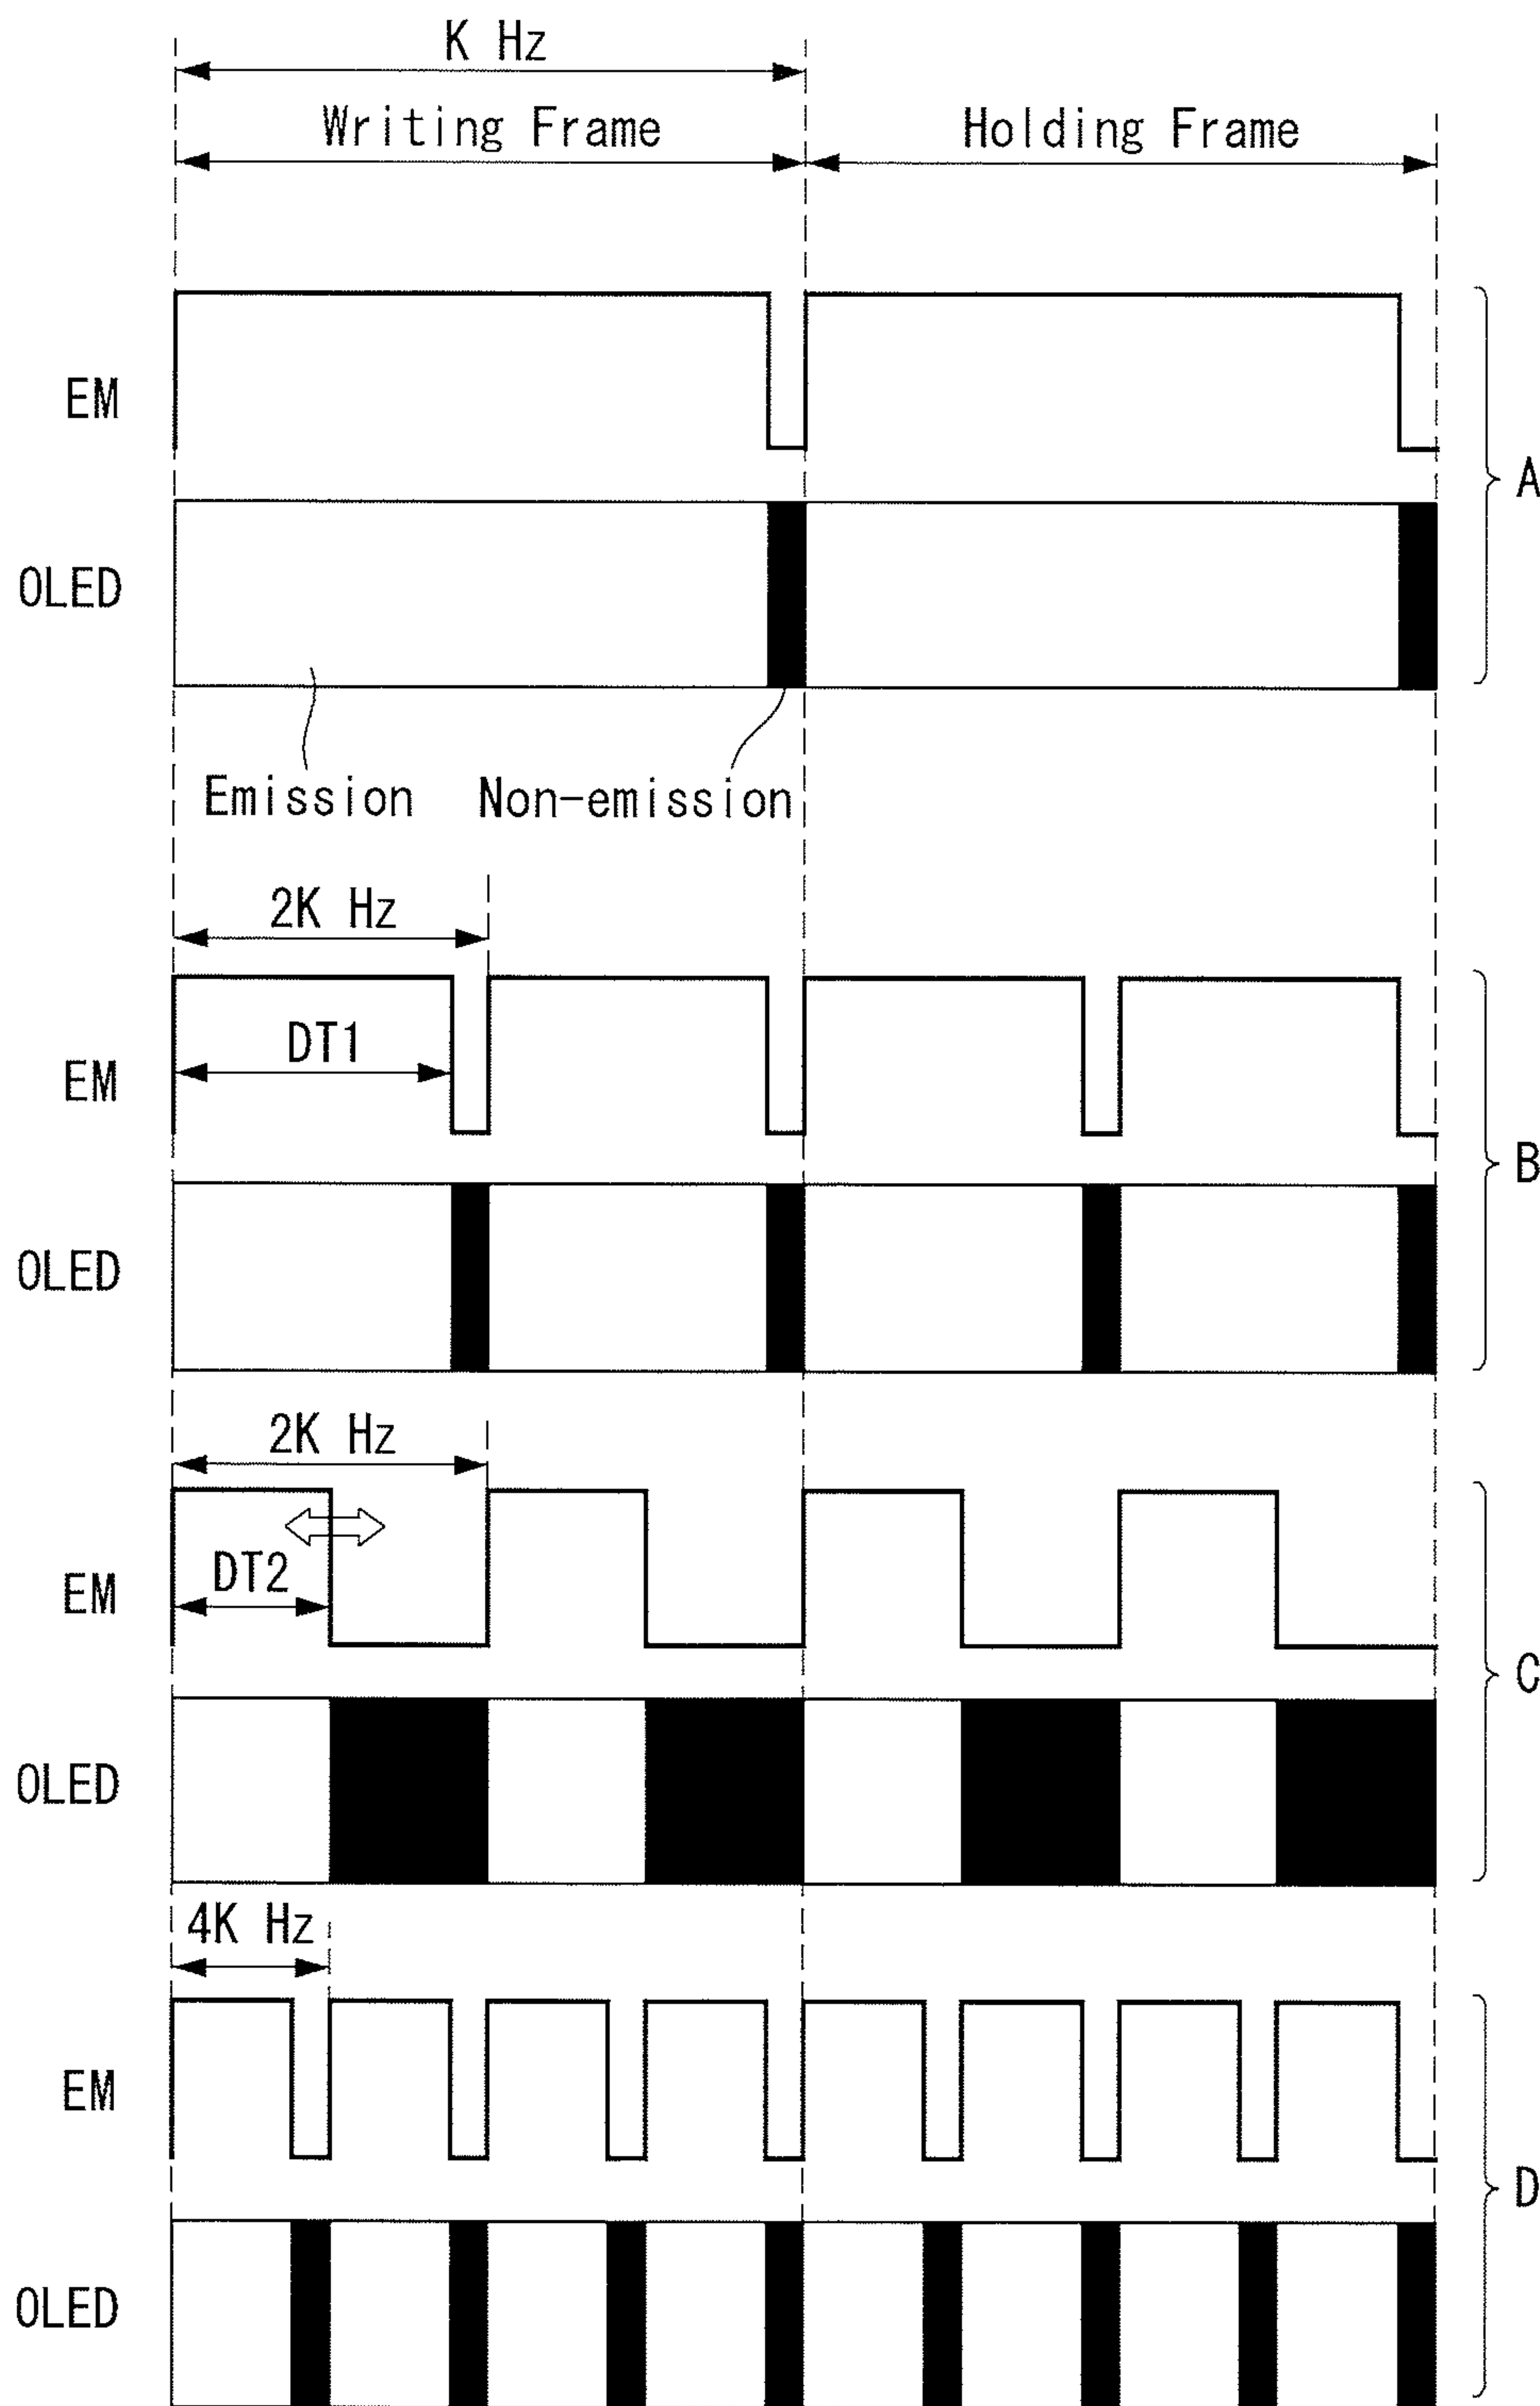 K Hz
Writing Frame
Holding Frame
EM
A
OLED
Emission
Non-emission
2K Hz
DT1
EM
B
OLED
2K Hz
DT2
EM
C
OLED
4K Hz
EM
D
OLED